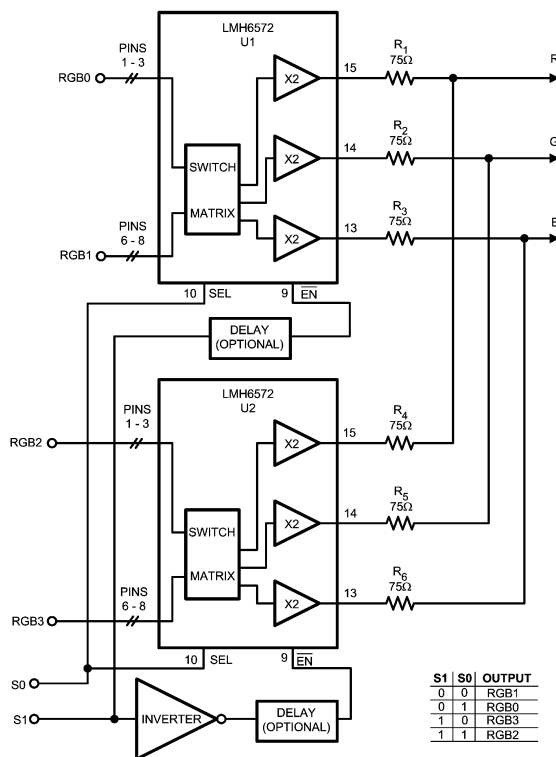 LMH6572
U1
PINS
1 - 3
RGB0
X2
15
R1
75Ω
R
X2
14
R2
75Ω
G
SWITCH
MATRIX
X2
13
R3
75Ω
PINS
6 - 8
RGB1
10 SEL
9 EN
DELAY
(OPTIONAL)
LMH6572
U2
PINS
1 - 3
RGB2
X2
15
R4
75Ω
X2
14
R5
75Ω
SWITCH
MATRIX
X2
13
R6
75Ω
PINS
6 - 8
RGB3
10 SEL
9 EN
S0
S1
INVERTER
DELAY
(OPTIONAL)
S1 S0 OUTPUT
0 0 RGB1
0 1 RGB0
1 0 RGB3
1 1 RGB2